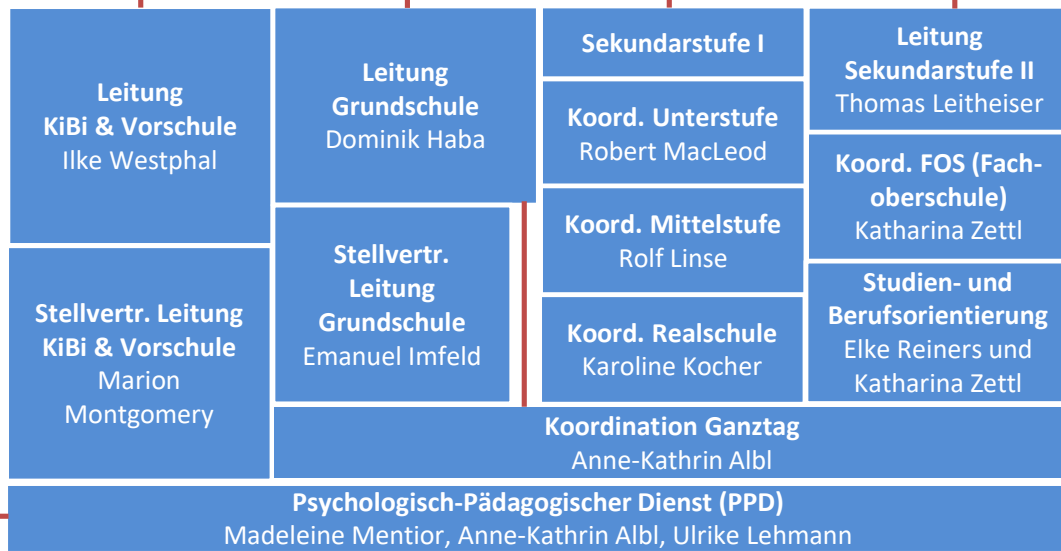 Leitung
KiBi & Vorschule
Ilke Westphal
Stellvertr. Leitung
KiBi & Vorschule
Marion
Montgomery
Leitung
Grundschule
Dominik Haba
Stellvertr.
Leitung
Grundschule
Emanuel Imfeld
Sekundarstufe I
Koord. Unterstufe
Robert MacLeod
Koord. Mittelstufe
Rolf Linse
Koord. Realschule
Karoline Kocher
Leitung
Sekundarstufe II
Thomas Leitheiser
Koord. FOS (Fach-
oberschule)
Katharina Zettl
Studien- und
Berufsorientierung
Elke Reiners und
Katharina Zettl
Koordination Ganztag
Anne-Kathrin Albl
Psychologisch-Pädagogischer Dienst (PPD)
Madeleine Mentior, Anne-Kathrin Albl, Ulrike Lehmann